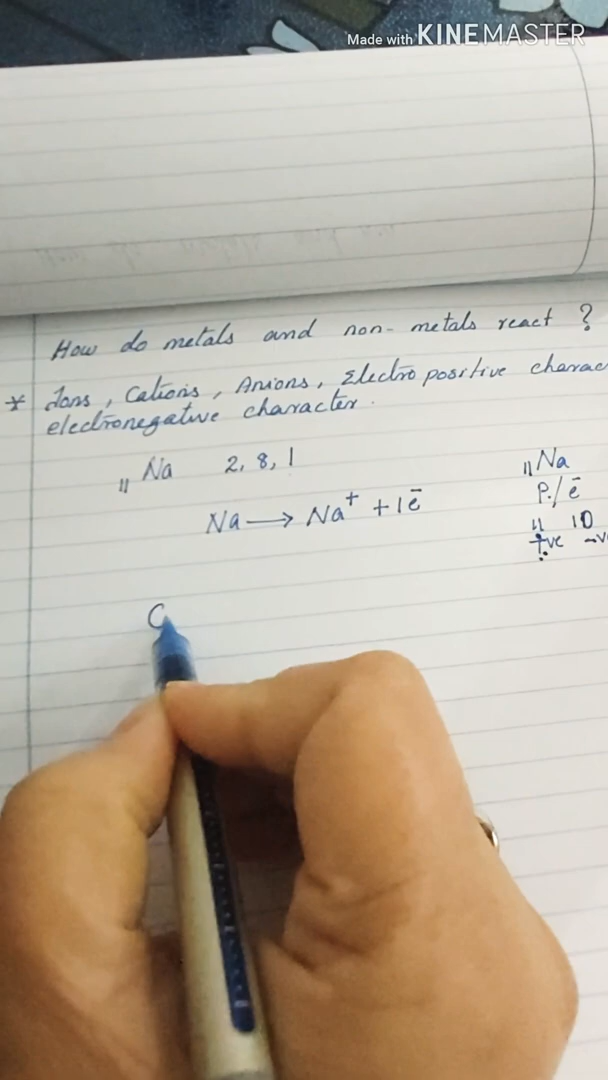 Made with KINEMASTER
How do metals and non-metals react ?
* Ions, Cations, Anions, Electropositive charac
electronegative character.
11 Na 2, 8, 1
Na → Na⁺ + 1ē
11 Na
P / ē
11 10
+ve -v
C